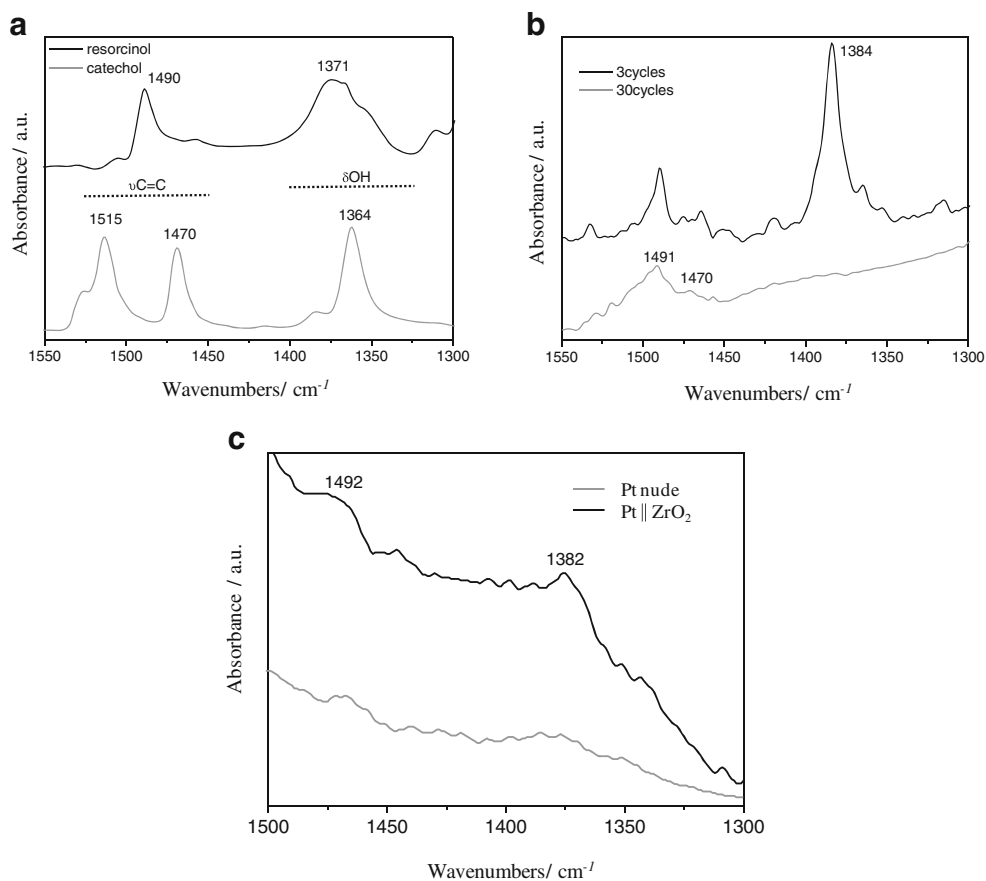 a
resorcinol
catechol
1490
1371
υC=C
δOH
1515
1470
1364
Absorbance / a.u.
1550 1500 1450 1400 1350 1300
Wavenumbers/ cm-1
b
3cycles
30cycles
1384
1491
1470
Absorbance / a.u.
1550 1500 1450 1400 1350 1300
Wavenumbers/ cm-1
c
1492
Pt nude
Pt || ZrO2
1382
Absorbance / a.u.
1500 1450 1400 1350 1300
Wavenumbers/ cm-1